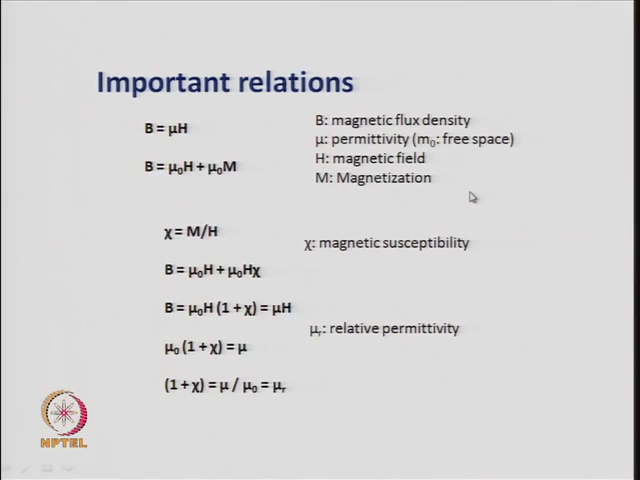 Important relations
B = μH
B = μ₀H + μ₀M
B: magnetic flux density
μ: permittivity (m₀: free space)
H: magnetic field
M: Magnetization
χ = M/H
χ: magnetic susceptibility
B = μ₀H + μ₀Hχ
B = μ₀H (1 + χ) = μH
μᵣ: relative permittivity
μ₀ (1 + χ) = μ
(1 + χ) = μ / μ₀ = μᵣ
NPTEL